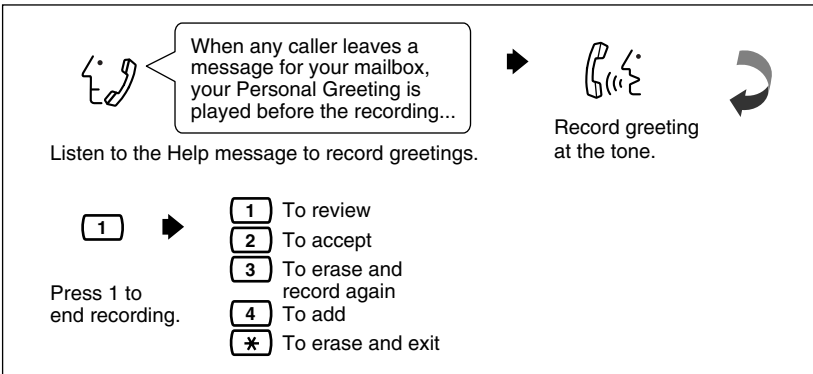 When any caller leaves a
message for your mailbox,
your Personal Greeting is
played before the recording...
Listen to the Help message to record greetings.
Record greeting
at the tone.
1
Press 1 to
end recording.
1 To review
2 To accept
3 To erase and
record again
4 To add
* To erase and exit